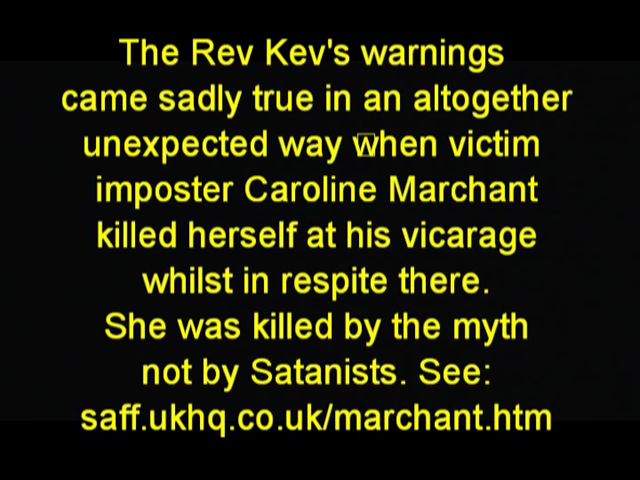 The Rev Kev's warnings
came sadly true in an altogether
unexpected way when victim
imposter Caroline Marchant
killed herself at his vicarage
whilst in respite there.
She was killed by the myth
not by Satanists. See:
saff.ukhq.co.uk/marchant.htm